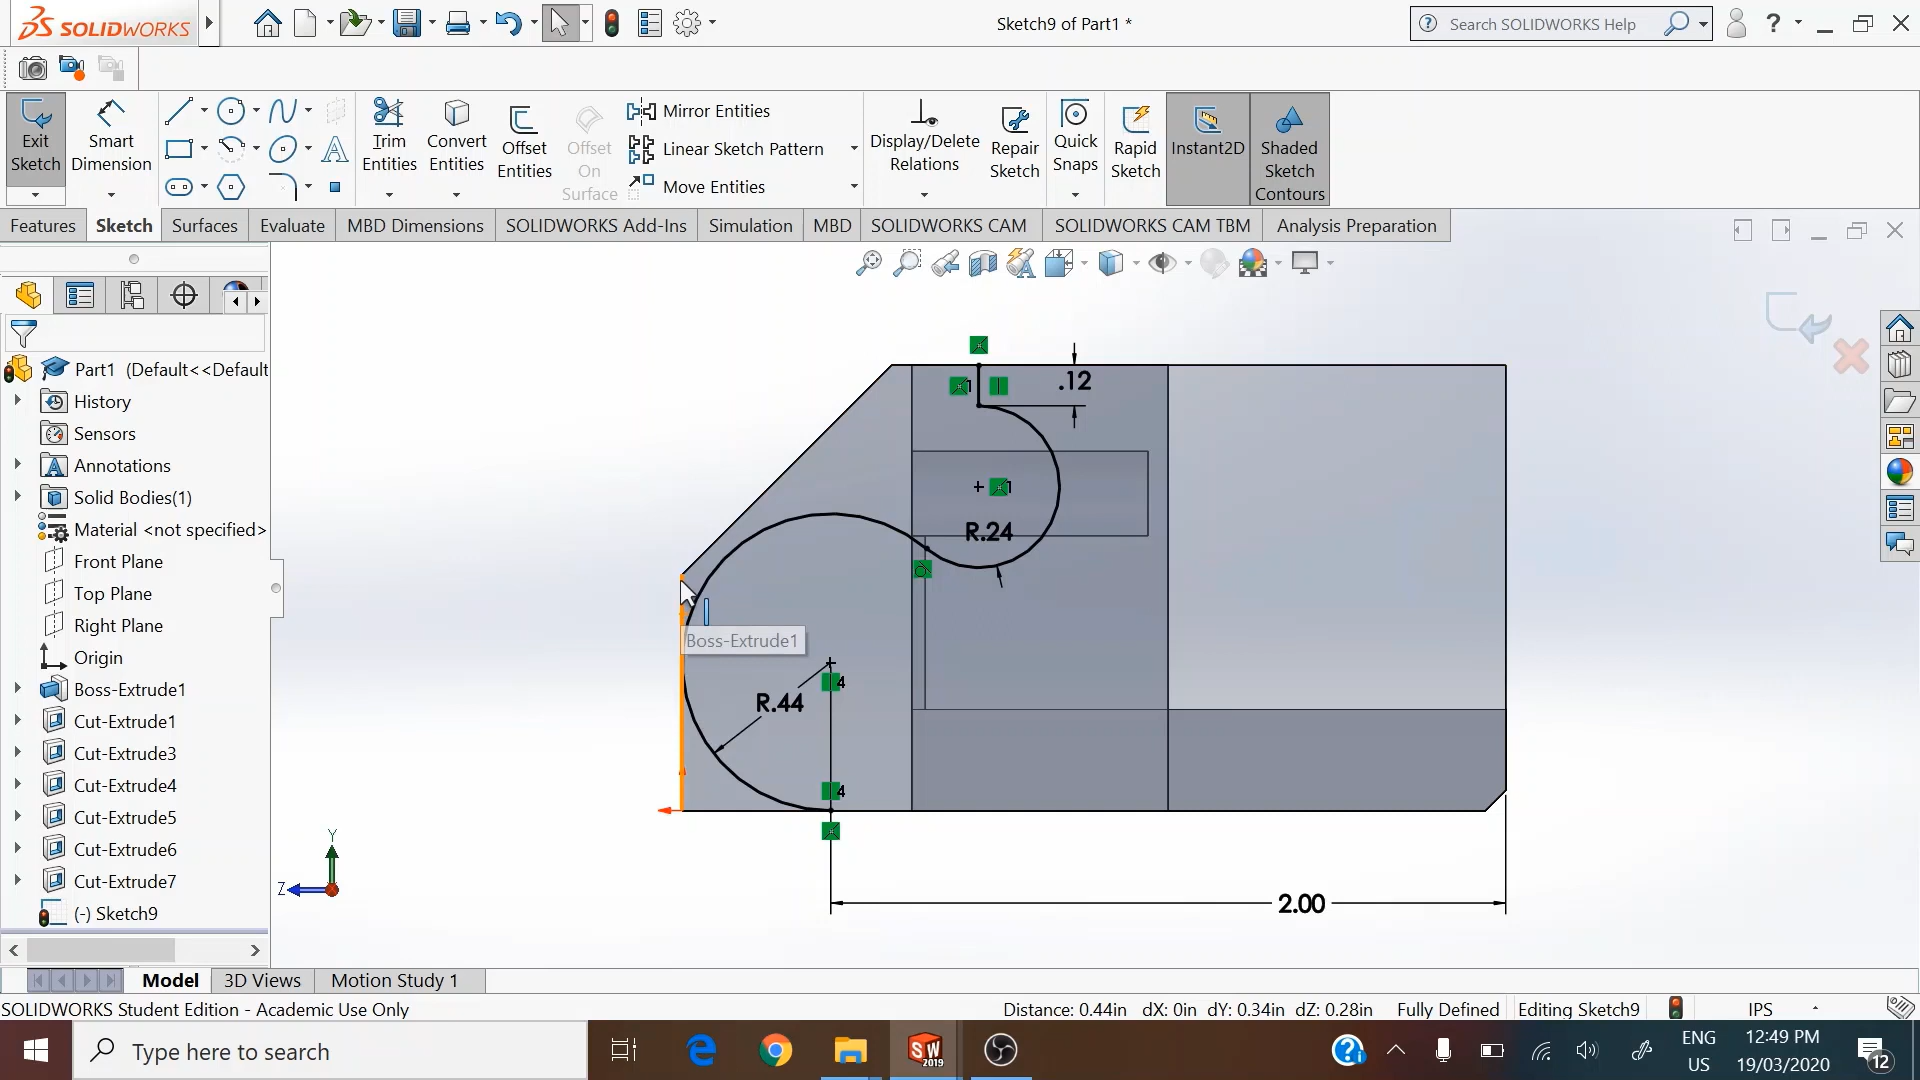 SOLIDWORKS
Sketch9 of Part1 *
Search SOLIDWORKS Help
?
Exit Sketch
Smart Dimension
Trim Entities
Convert Entities
Offset Entities
Offset On Surface
Mirror Entities
Linear Sketch Pattern
Move Entities
Display/Delete Relations
Repair Sketch
Quick Snaps
Rapid Sketch
Instant2D
Shaded Sketch Contours
Features
Sketch
Surfaces
Evaluate
MBD Dimensions
SOLIDWORKS Add-Ins
Simulation
MBD
SOLIDWORKS CAM
SOLIDWORKS CAM TBM
Analysis Preparation
Part1 (Default<<Default
History
Sensors
Annotations
Solid Bodies(1)
Material <not specified>
Front Plane
Top Plane
Right Plane
Origin
Boss-Extrude1
Cut-Extrude1
Cut-Extrude3
Cut-Extrude4
Cut-Extrude5
Cut-Extrude6
Cut-Extrude7
(-) Sketch9
.12
1
1
R.24
Boss-Extrude1
4
R.44
4
2.00
Y
Z
Model
3D Views
Motion Study 1
SOLIDWORKS Student Edition - Academic Use Only
Distance: 0.44in dX: 0in dY: 0.34in dZ: 0.28in
Fully Defined
Editing Sketch9
IPS
Type here to search
SW
2019
ENG
US
12:49 PM
19/03/2020
12